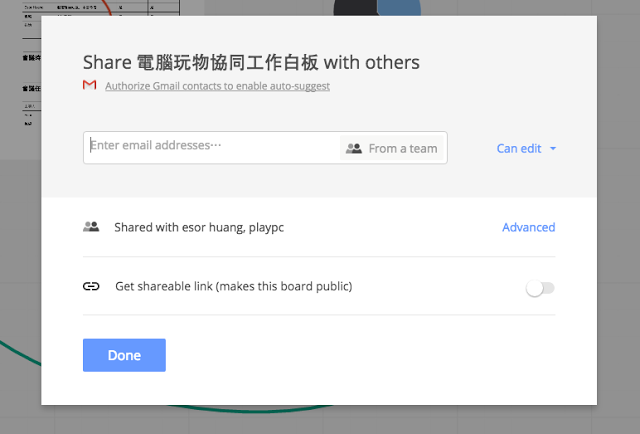 Share 電腦玩物協同工作白板 with others
Authorize Gmail contacts to enable auto-suggest
Enter email addresses⋯
From a team
Can edit
Shared with esor huang, playpc
Advanced
Get shareable link (makes this board public)
Done